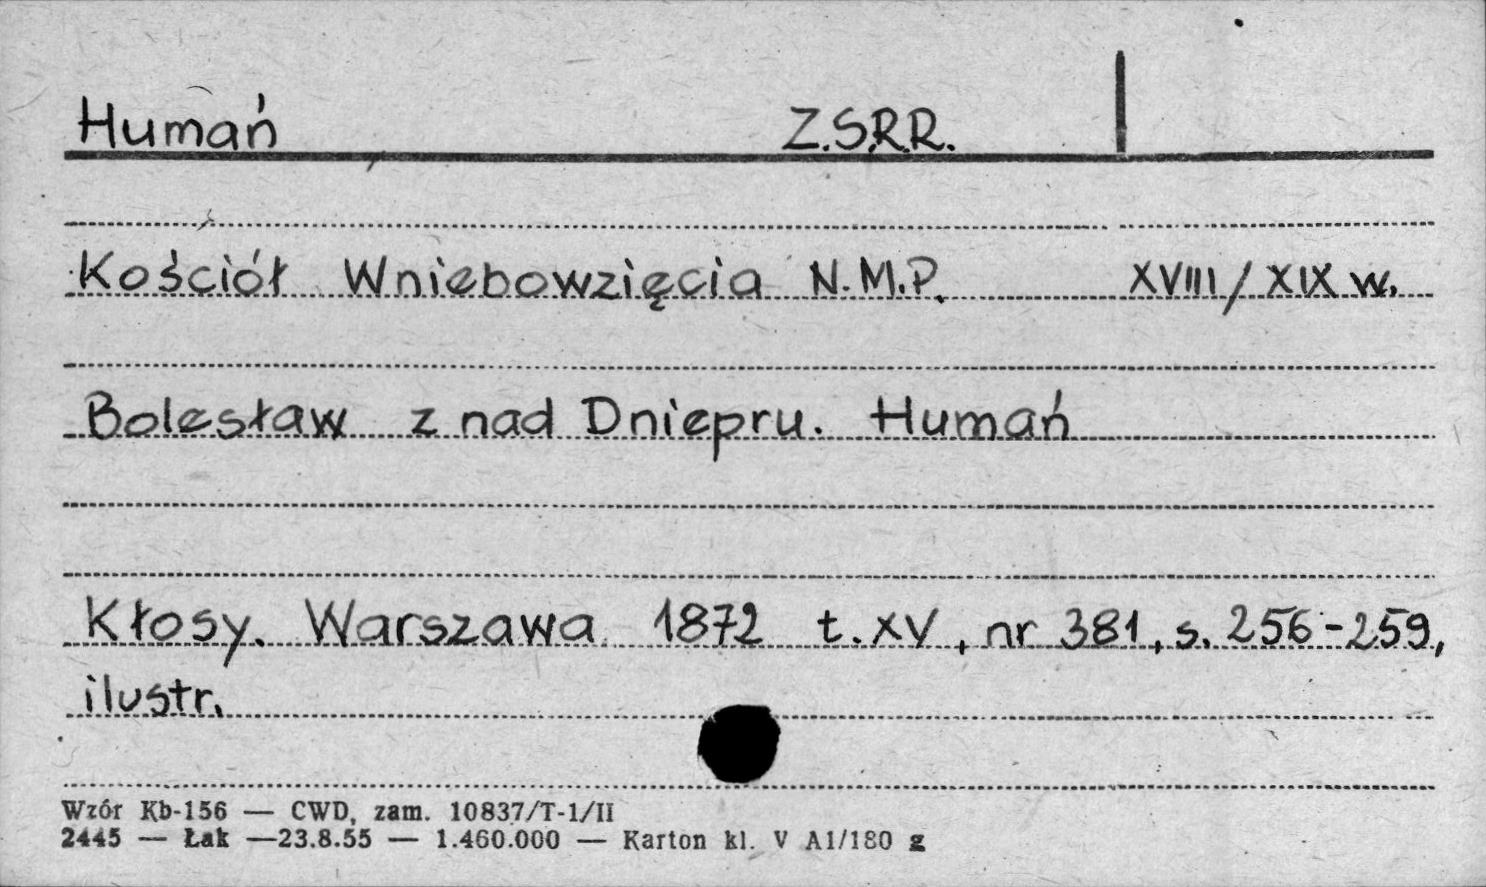 Humań Z.S.R.R.
Kościół Wniebowzięcia N.M.P. XVIII/XIX w.
Bolesław z nad Dniepru. Humań
Kłosy. Warszawa 1872 t.XV, nr 381, s. 256-259,
ilustr.
Wzór Kb-156 — CWD, zam. 10837/T-1/II
2445 — Łak —23.8.55 — 1.460.000 — Karton kl. V A1/180 g